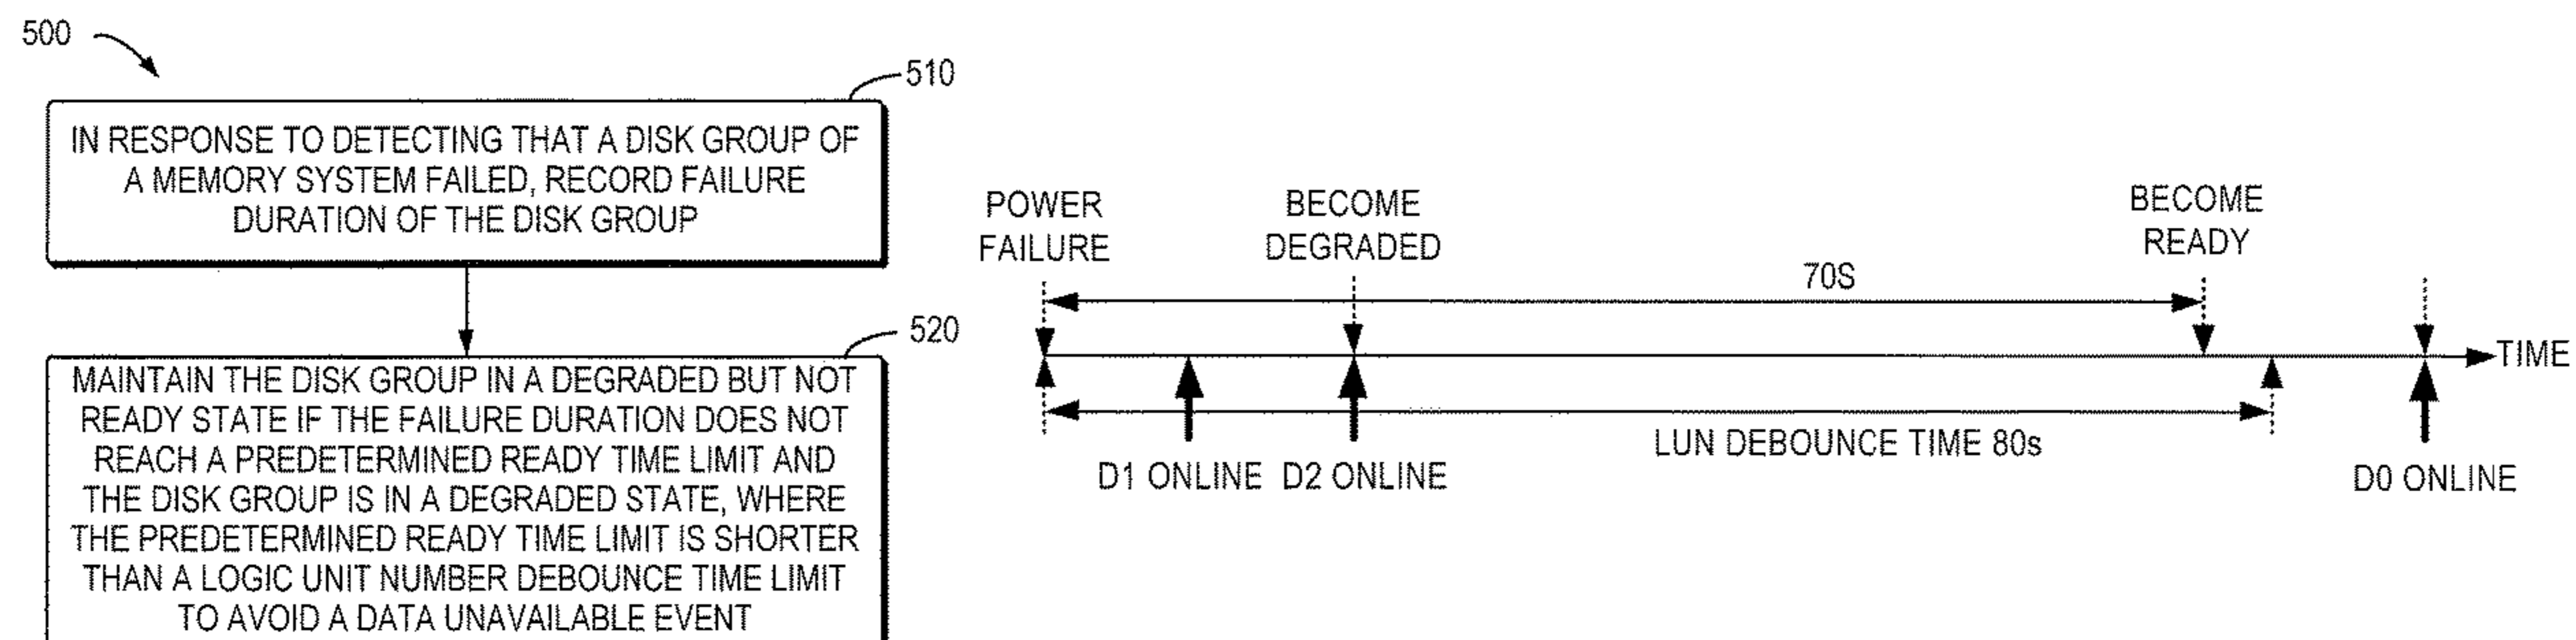 500
510
IN RESPONSE TO DETECTING THAT A DISK GROUP OF
A MEMORY SYSTEM FAILED, RECORD FAILURE
DURATION OF THE DISK GROUP
520
MAINTAIN THE DISK GROUP IN A DEGRADED BUT NOT
READY STATE IF THE FAILURE DURATION DOES NOT
REACH A PREDETERMINED READY TIME LIMIT AND
THE DISK GROUP IS IN A DEGRADED STATE, WHERE
THE PREDETERMINED READY TIME LIMIT IS SHORTER
THAN A LOGIC UNIT NUMBER DEBOUNCE TIME LIMIT
TO AVOID A DATA UNAVAILABLE EVENT
POWER
FAILURE
BECOME
DEGRADED
BECOME
READY
70S
TIME
LUN DEBOUNCE TIME 80s
D1 ONLINE
D2 ONLINE
D0 ONLINE